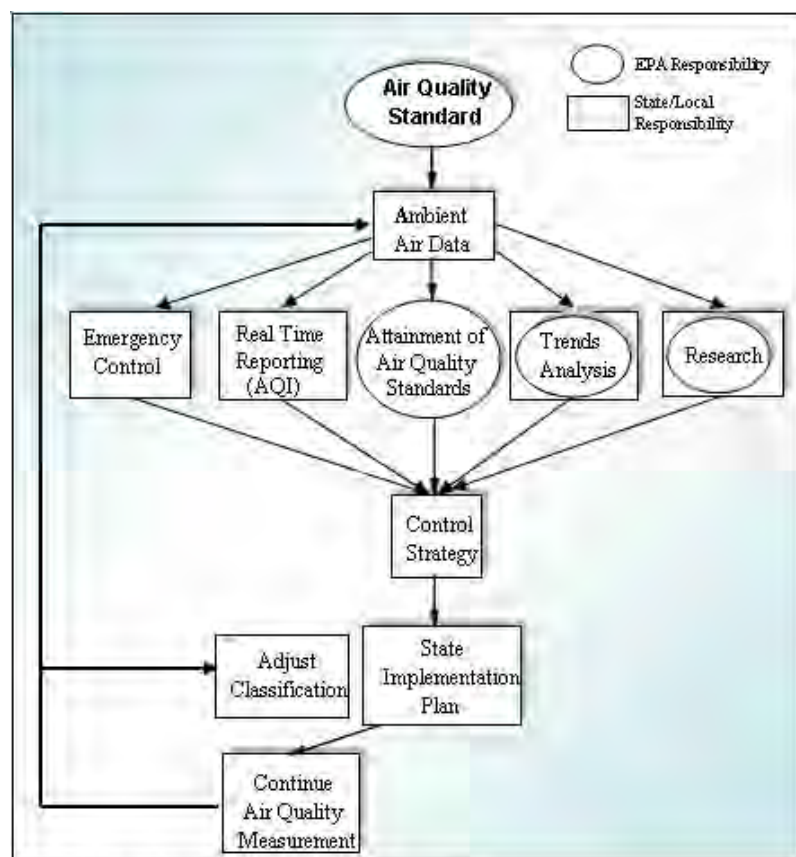 EPA Responsibility
State/Local
Responsibility
Air Quality
Standard
Ambient
Air Data
Emergency
Control
Real Time
Reporting
(AQI)
Attainment of
Air Quality
Standards
Trends
Analysis
Research
Control
Strategy
Adjust
Classification
State
Implementation
Plan
Continue
Air Quality
Measurement